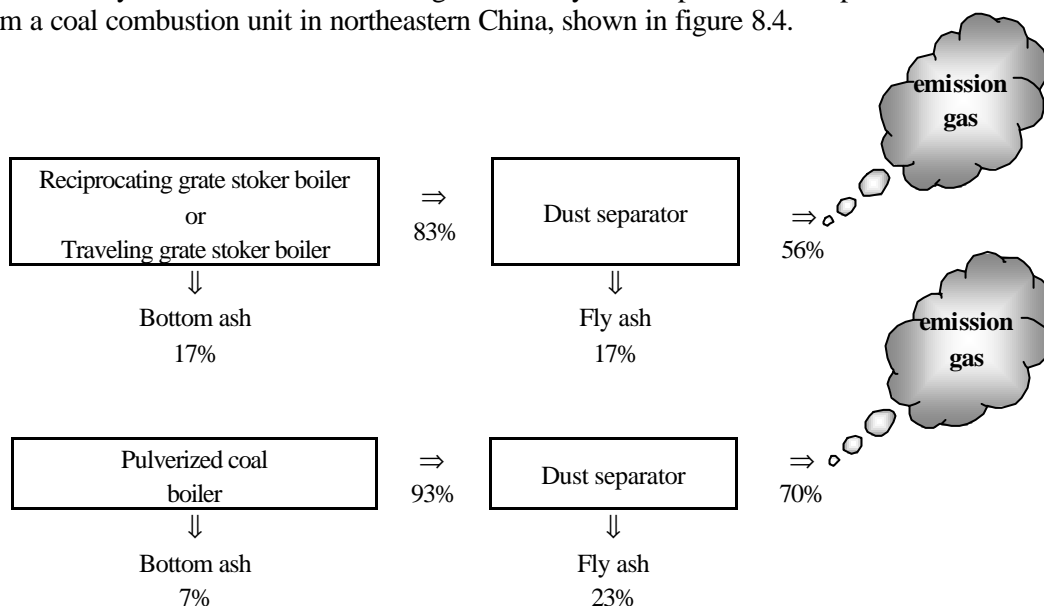 om a coal combustion unit in northeastern China, shown in figure 8.4.
emission
gas
Reciprocating grate stoker boiler
or
Traveling grate stoker boiler
⇒
83%
Dust separator
⇒
56%
⇓
Bottom ash
17%
⇓
Fly ash
17%
emission
gas
Pulverized coal
boiler
⇒
93%
Dust separator
⇒
70%
⇓
Bottom ash
7%
⇓
Fly ash
23%